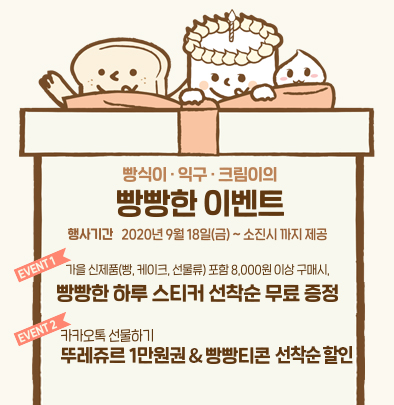 빵식이 · 익구 · 크림이의
빵빵한 이벤트
행사기간 2020년 9월 18일(금) ~ 소진시 까지 제공
EVENT 1
가을 신제품(빵, 케이크, 선물류) 포함 8,000원 이상 구매시,
빵빵한 하루 스티커 선착순 무료 증정
EVENT 2
카카오톡 선물하기
뚜레쥬르 1만원권 & 빵빵티콘 선착순 할인